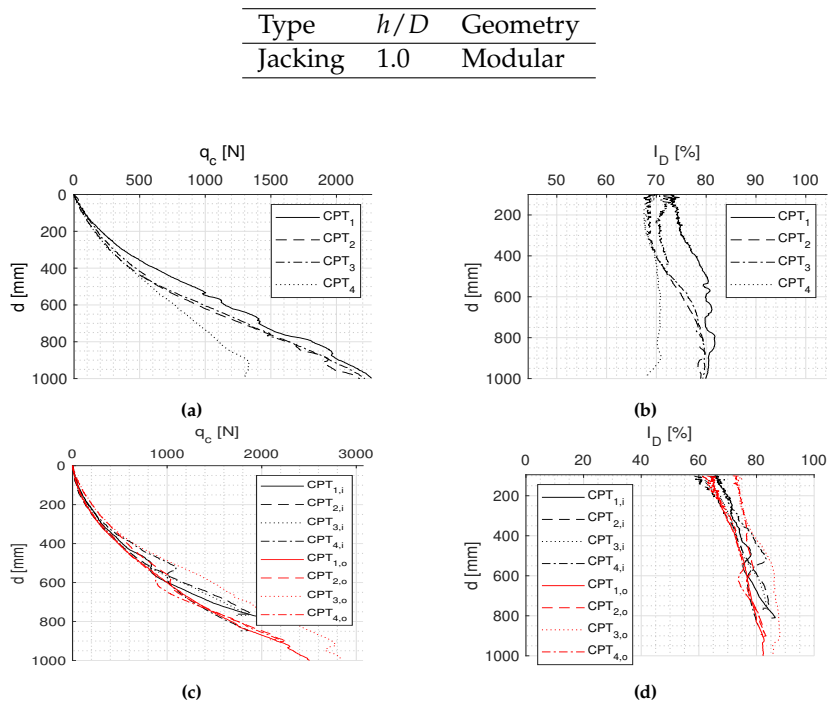 Type h/D Geometry
Jacking 1.0 Modular
q_c [N]
0 500 1000 1500 2000
0
200
400
600
800
1000
d [mm]
CPT_1
CPT_2
CPT_3
CPT_4
(a)
I_D [%]
50 60 70 80 90 100
200
400
600
800
1000
d [mm]
CPT_1
CPT_2
CPT_3
CPT_4
(b)
q_c [N]
0 1000 2000 3000
0
200
400
600
800
1000
d [mm]
CPT_1,i
CPT_2,i
CPT_3,i
CPT_4,i
CPT_1,o
CPT_2,o
CPT_3,o
CPT_4,o
(c)
I_D [%]
0 20 40 60 80 100
200
400
600
800
1000
d [mm]
CPT_1,i
CPT_2,i
CPT_3,i
CPT_4,i
CPT_1,o
CPT_2,o
CPT_3,o
CPT_4,o
(d)